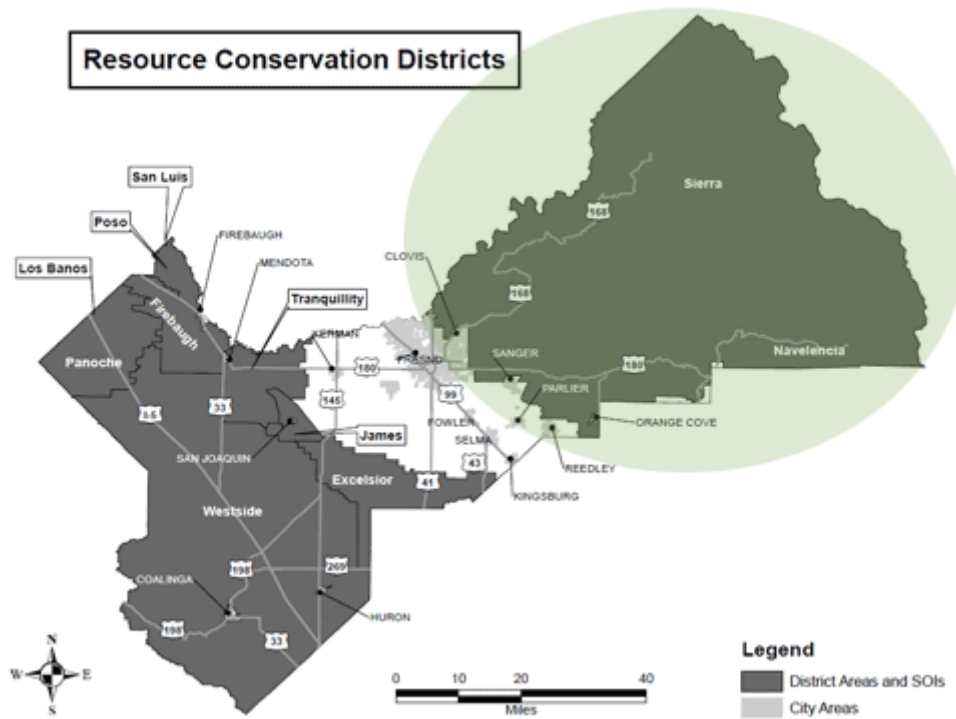 Resource Conservation Districts
San Luis
Poso
FIREBAUGH
Los Banos
MENDOTA
Tranquillity
Firebaugh
Panoche
KERMAN
CLOVIS
Sierra
168
168
FRESNO
SANGER
180
180
Navelencia
PARLIER
33
145
99
FOWLER
ORANGE COVE
James
SELMA
SAN JOAQUIN
43
REEDLEY
Excelsior
41
KINGSBURG
Westside
198
269
COALINGA
HURON
198
33
N
W E
S
0 10 20 40
Miles
Legend
District Areas and SOIs
City Areas